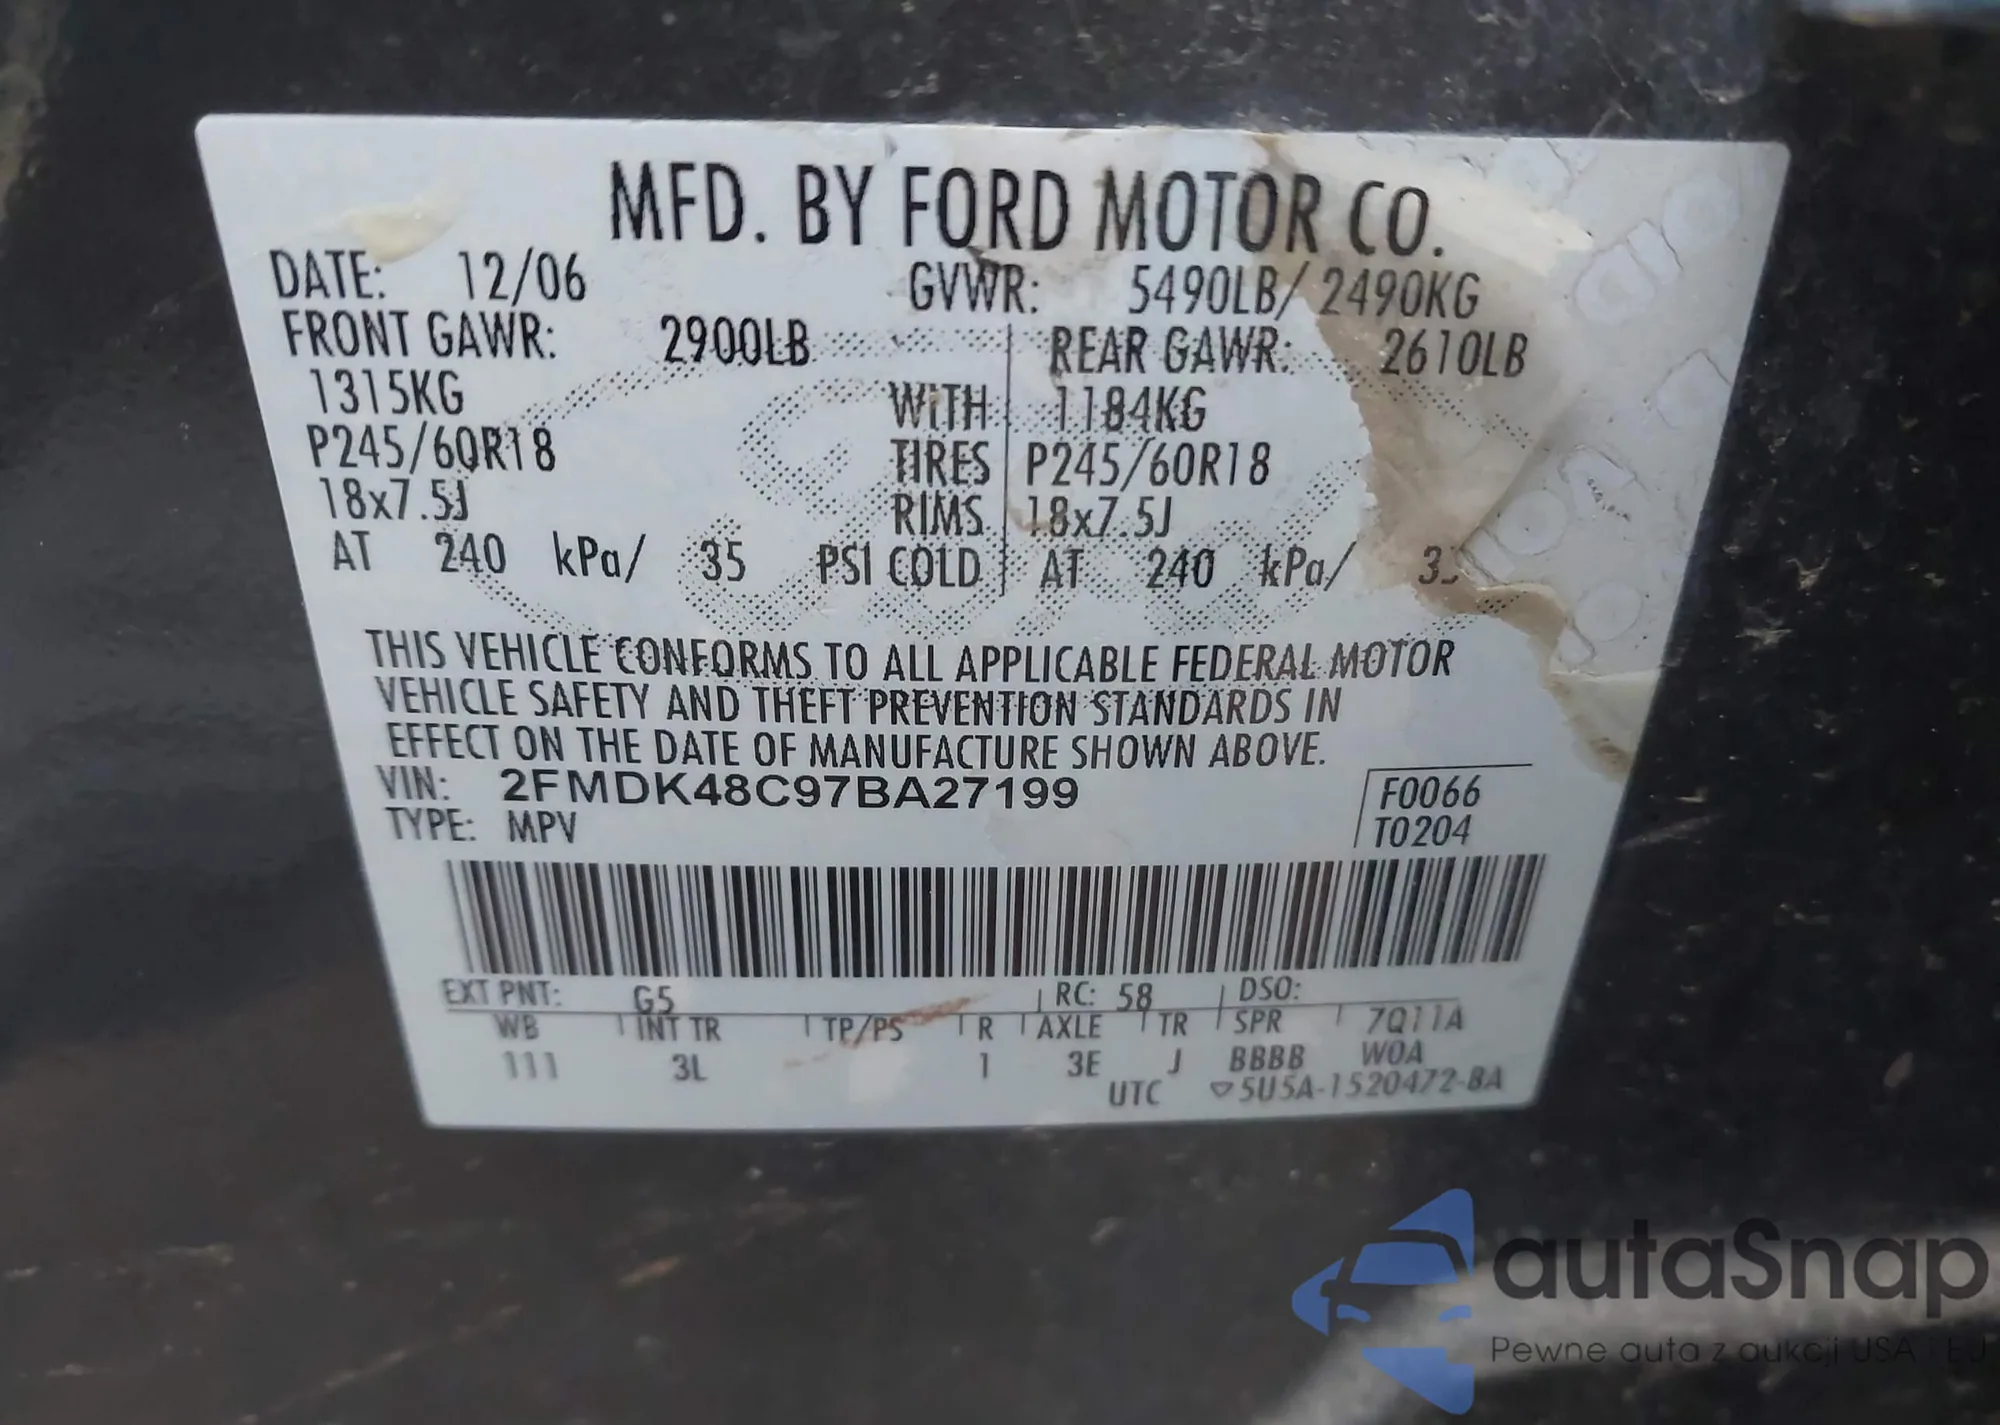 MFD. BY FORD MOTOR CO.
DATE: 12/06 GVWR: 5490LB/ 2490KG
FRONT GAWR: 2900LB REAR GAWR: 2610LB
1315KG WITH 1184KG
P245/60R18 TIRES P245/60R18
18x7.5J RIMS 18x7.5J
AT 240 kPa/ 35 PSI COLD AT 240 kPa/
THIS VEHICLE CONFORMS TO ALL APPLICABLE FEDERAL MOTOR
VEHICLE SAFETY AND THEFT PREVENTION STANDARDS IN
EFFECT ON THE DATE OF MANUFACTURE SHOWN ABOVE.
VIN: 2FMDK48C97BA27199 F0066
TYPE: MPV T0204
EXT PNT: G5 RC: 58 DSO:
WB INT TR TP/PS R AXLE TR SPR 7Q11A
111 3L 1 3E J BBBB WOA
UTC 5U5A-1520472-BA
autaSnap
Pewne auta z aukcji USA i EU